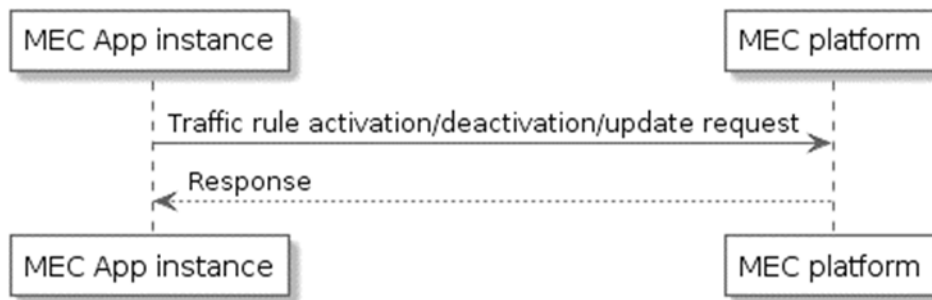 MEC App instance
MEC platform
Traffic rule activation/deactivation/update request
Response
MEC App instance
MEC platform